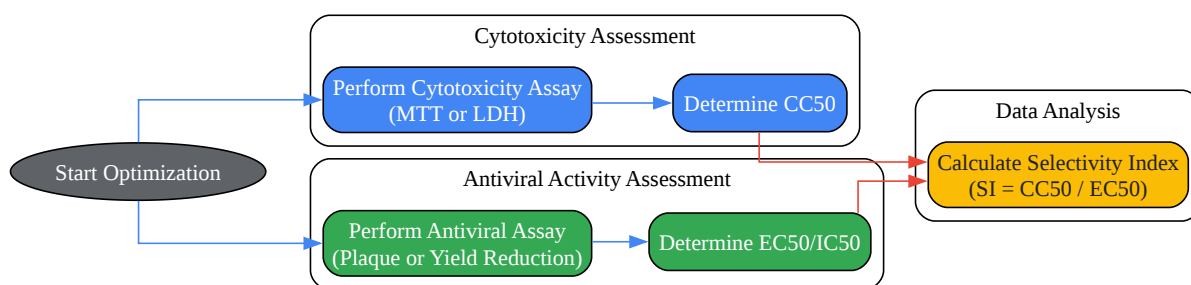 Cytotoxicity Assessment
Perform Cytotoxicity Assay
(MTT or LDH)
Determine CC50
Data Analysis
Calculate Selectivity Index
(SI = CC50 / EC50)
Start Optimization
Antiviral Activity Assessment
Perform Antiviral Assay
(Plaque or Yield Reduction)
Determine EC50/IC50